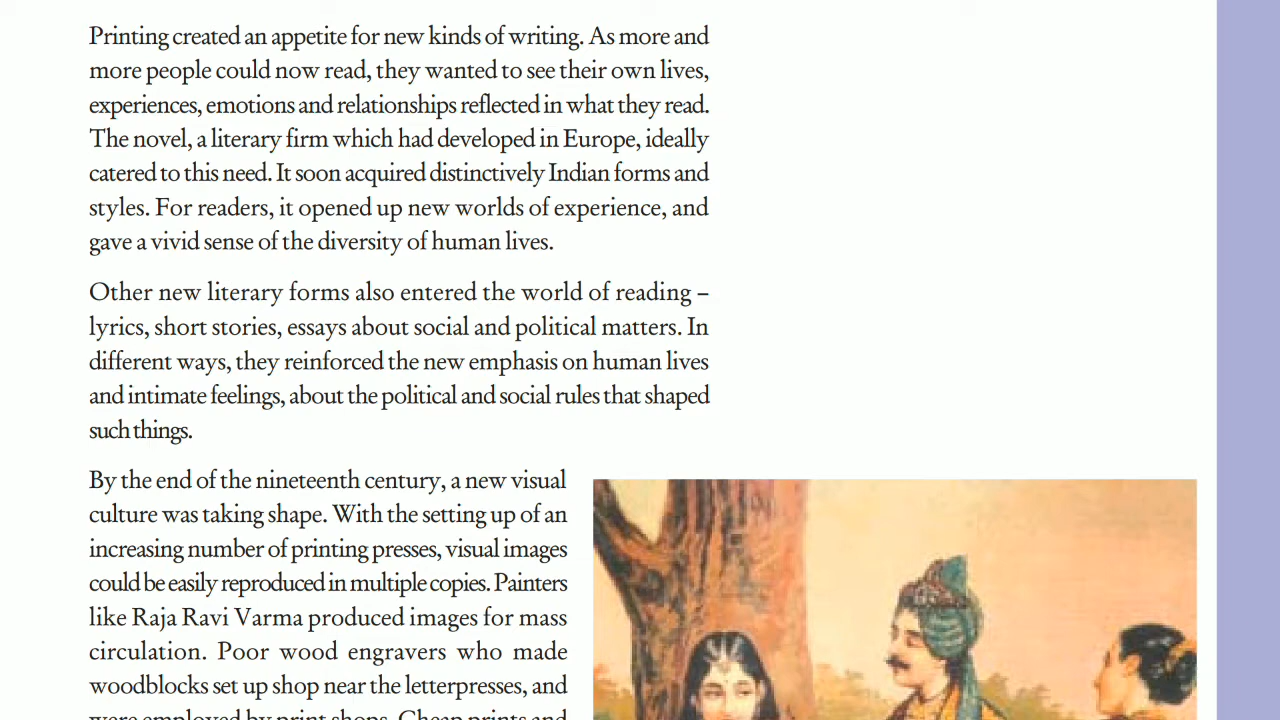 Printing created an appetite for new kinds of writing. As more and
more people could now read, they wanted to see their own lives,
experiences, emotions and relationships reflected in what they read.
The novel, a literary firm which had developed in Europe, ideally
catered to this need. It soon acquired distinctively Indian forms and
styles. For readers, it opened up new worlds of experience, and
gave a vivid sense of the diversity of human lives.
Other new literary forms also entered the world of reading –
lyrics, short stories, essays about social and political matters. In
different ways, they reinforced the new emphasis on human lives
and intimate feelings, about the political and social rules that shaped
such things.
By the end of the nineteenth century, a new visual
culture was taking shape. With the setting up of an
increasing number of printing presses, visual images
could be easily reproduced in multiple copies. Painters
like Raja Ravi Varma produced images for mass
circulation. Poor wood engravers who made
woodblocks set up shop near the letterpresses, and
were employed by print shops. Cheap prints and